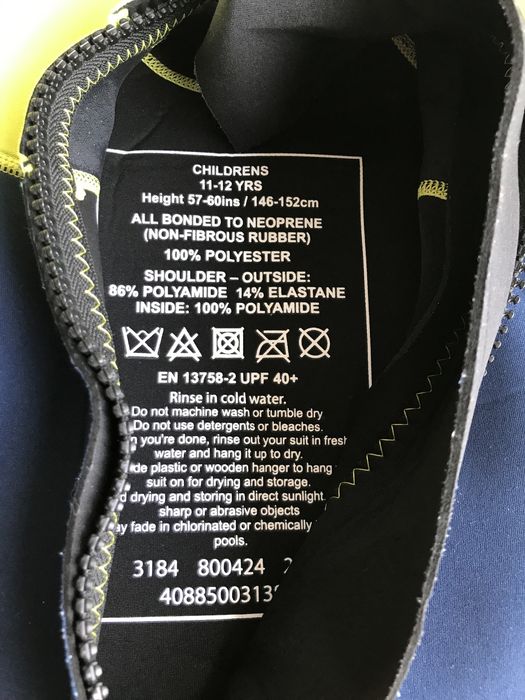 CHILDRENS
11-12 YRS
Height 57-60ins / 146-152cm
ALL BONDED TO NEOPRENE
(NON-FIBROUS RUBBER)
100% POLYESTER
SHOULDER – OUTSIDE:
86% POLYAMIDE 14% ELASTANE
INSIDE: 100% POLYAMIDE
EN 13758-2 UPF 40+
Rinse in cold water.
Do not machine wash or tumble dry
Do not use detergents or bleaches.
you're done, rinse out your suit in fresh
water and hang it up to dry.
plastic or wooden hanger to hang
suit on for drying and storage.
drying and storing in direct sunlight.
sharp or abrasive objects
fade in chlorinated or chemically
pools.
3184 800424
408850031